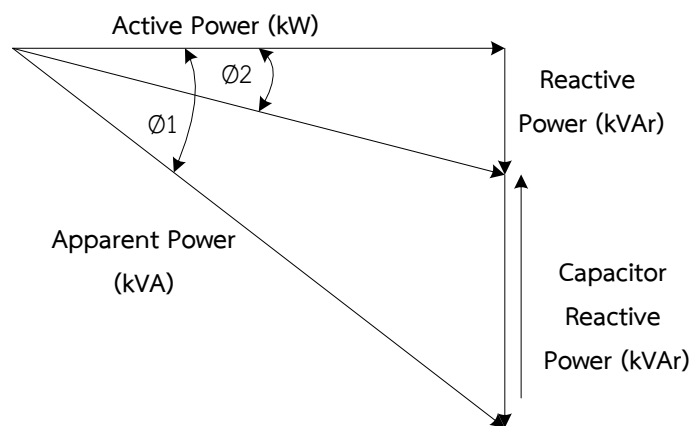 Active Power (kW)
Ø2
Ø1
Reactive
Power (kVAr)
Apparent Power
(kVA)
Capacitor
Reactive
Power (kVAr)